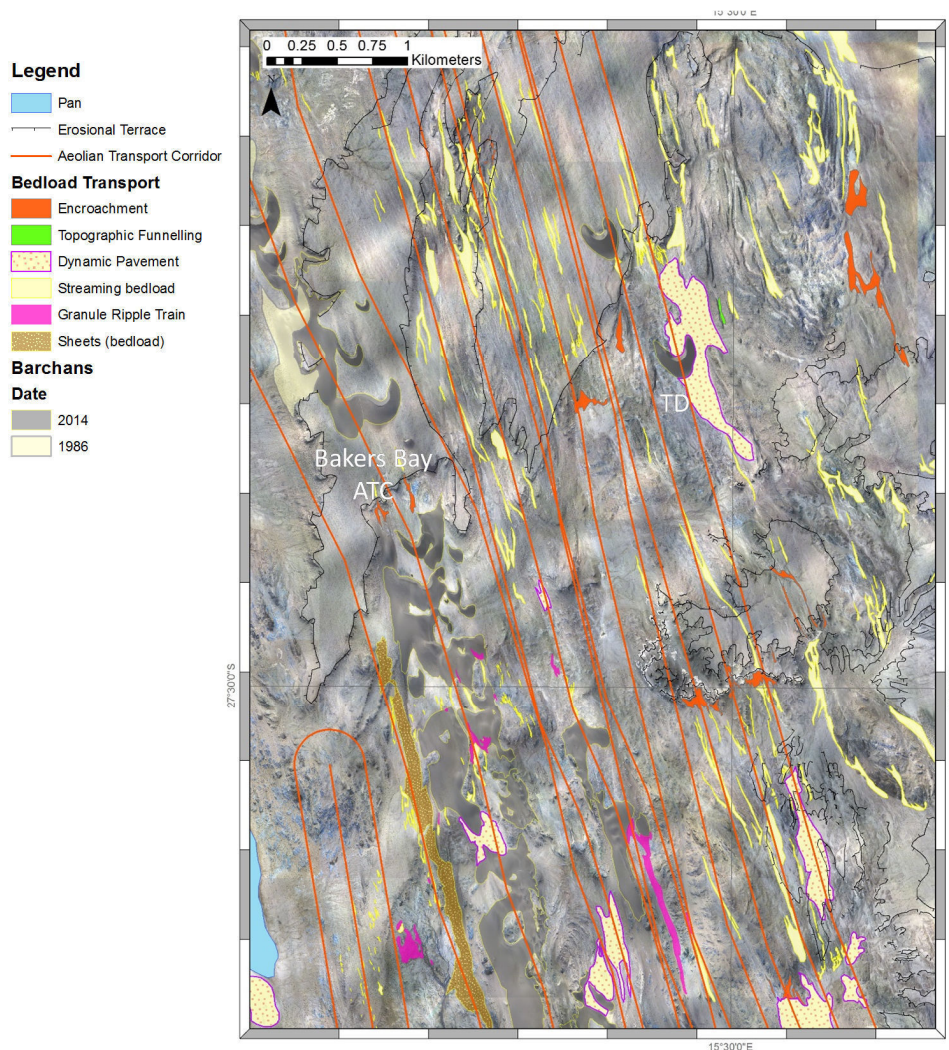 15°30'0"E
0 0.25 0.5 0.75 1
Kilometers
Legend
Pan
Erosional Terrace
Aeolian Transport Corridor
Bedload Transport
Encroachment
Topographic Funnelling
Dynamic Pavement
Streaming bedload
Granule Ripple Train
Sheets (bedload)
Barchans
Date
2014
1986
TD
Bakers Bay
ATC
27°30'0"S
15°30'0"E